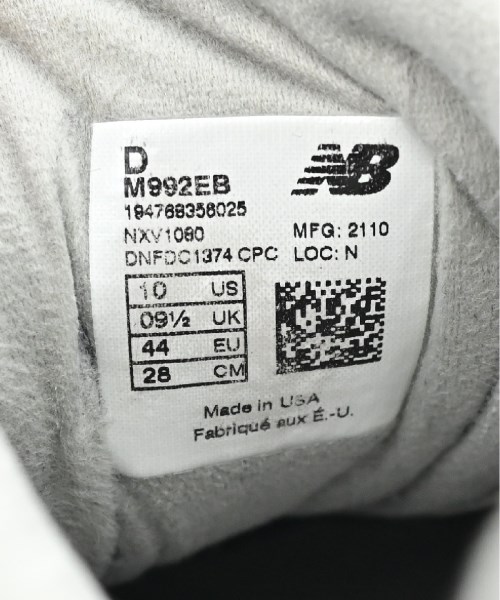 D
M992EB
194768356025
NXV1080 MFG: 2110
DNFDC1374 CPC LOC: N
10 US
09½ UK
44 EU
28 CM
NB
Made in USA
Fabriqué aux É.-U.